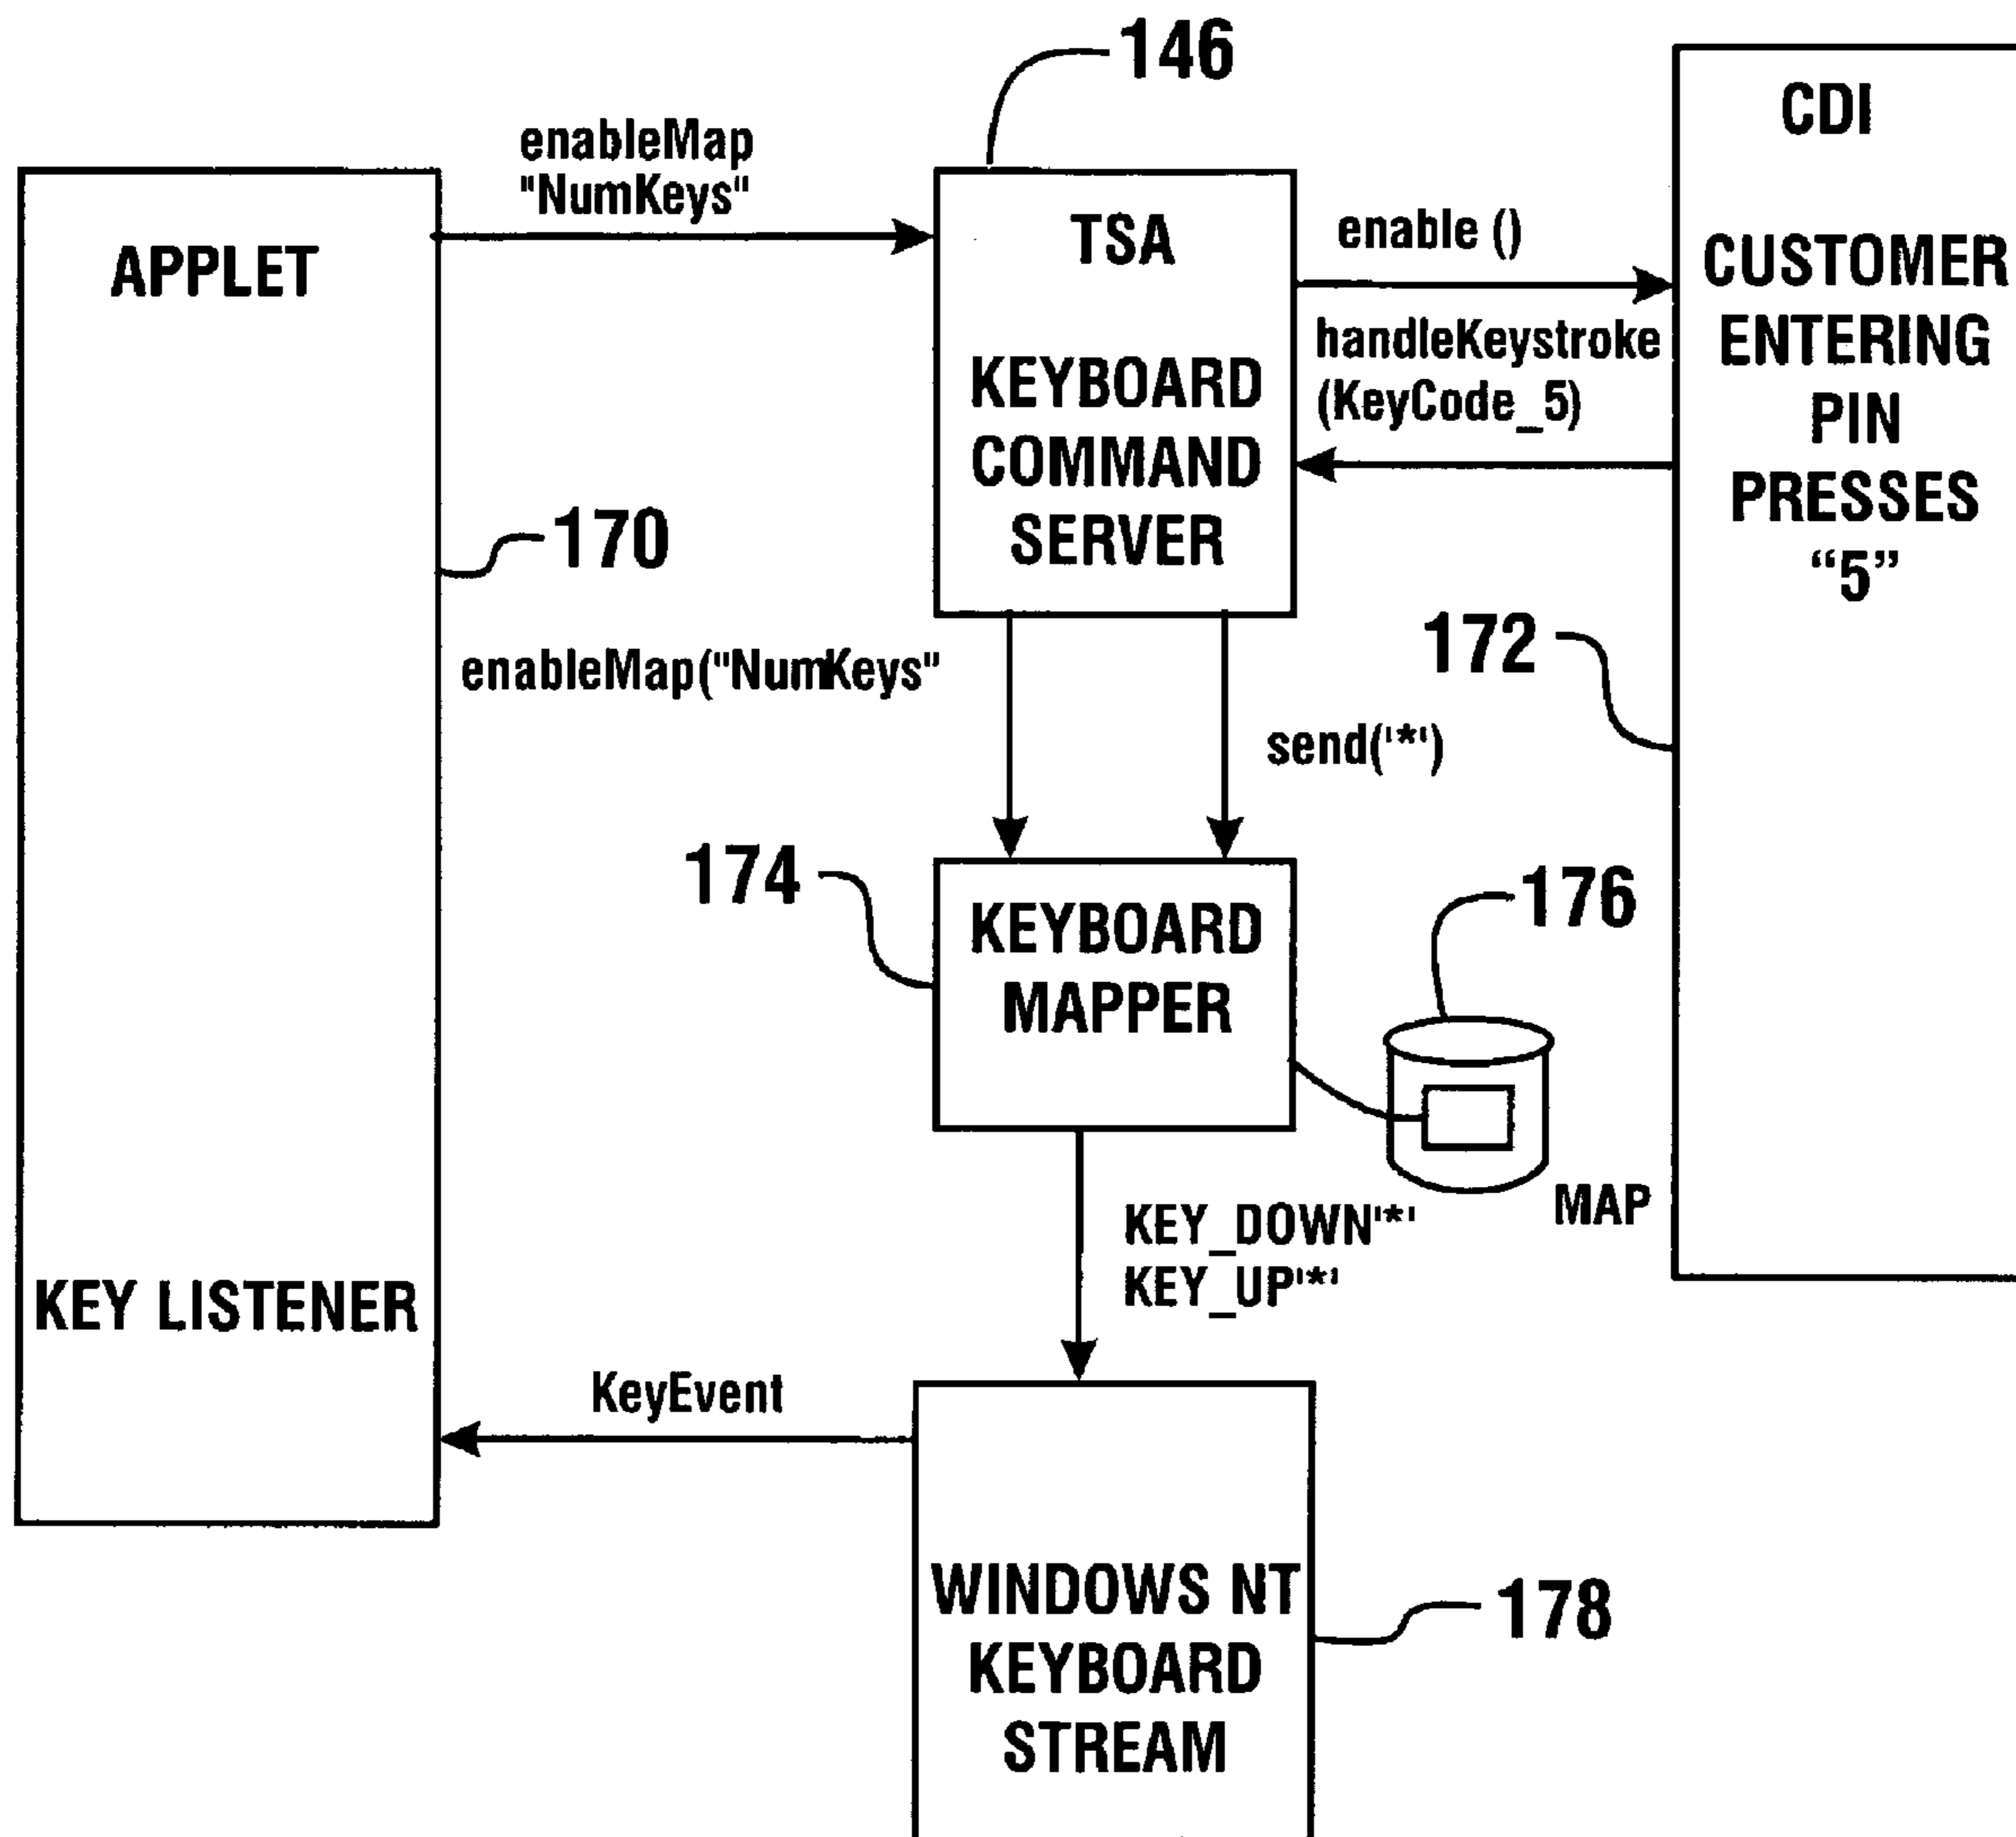 146
CDI
CUSTOMER
ENTERING
PIN
PRESSES
“5”
enableMap
"NumKeys"
APPLET
TSA
KEYBOARD
COMMAND
SERVER
enable ()
handleKeystroke
(KeyCode_5)
170
enableMap("NumKeys"
172
send('*')
174
KEYBOARD
MAPPER
176
MAP
KEY_DOWN'*'
KEY_UP'*'
KEY LISTENER
KeyEvent
WINDOWS NT
KEYBOARD
STREAM
178